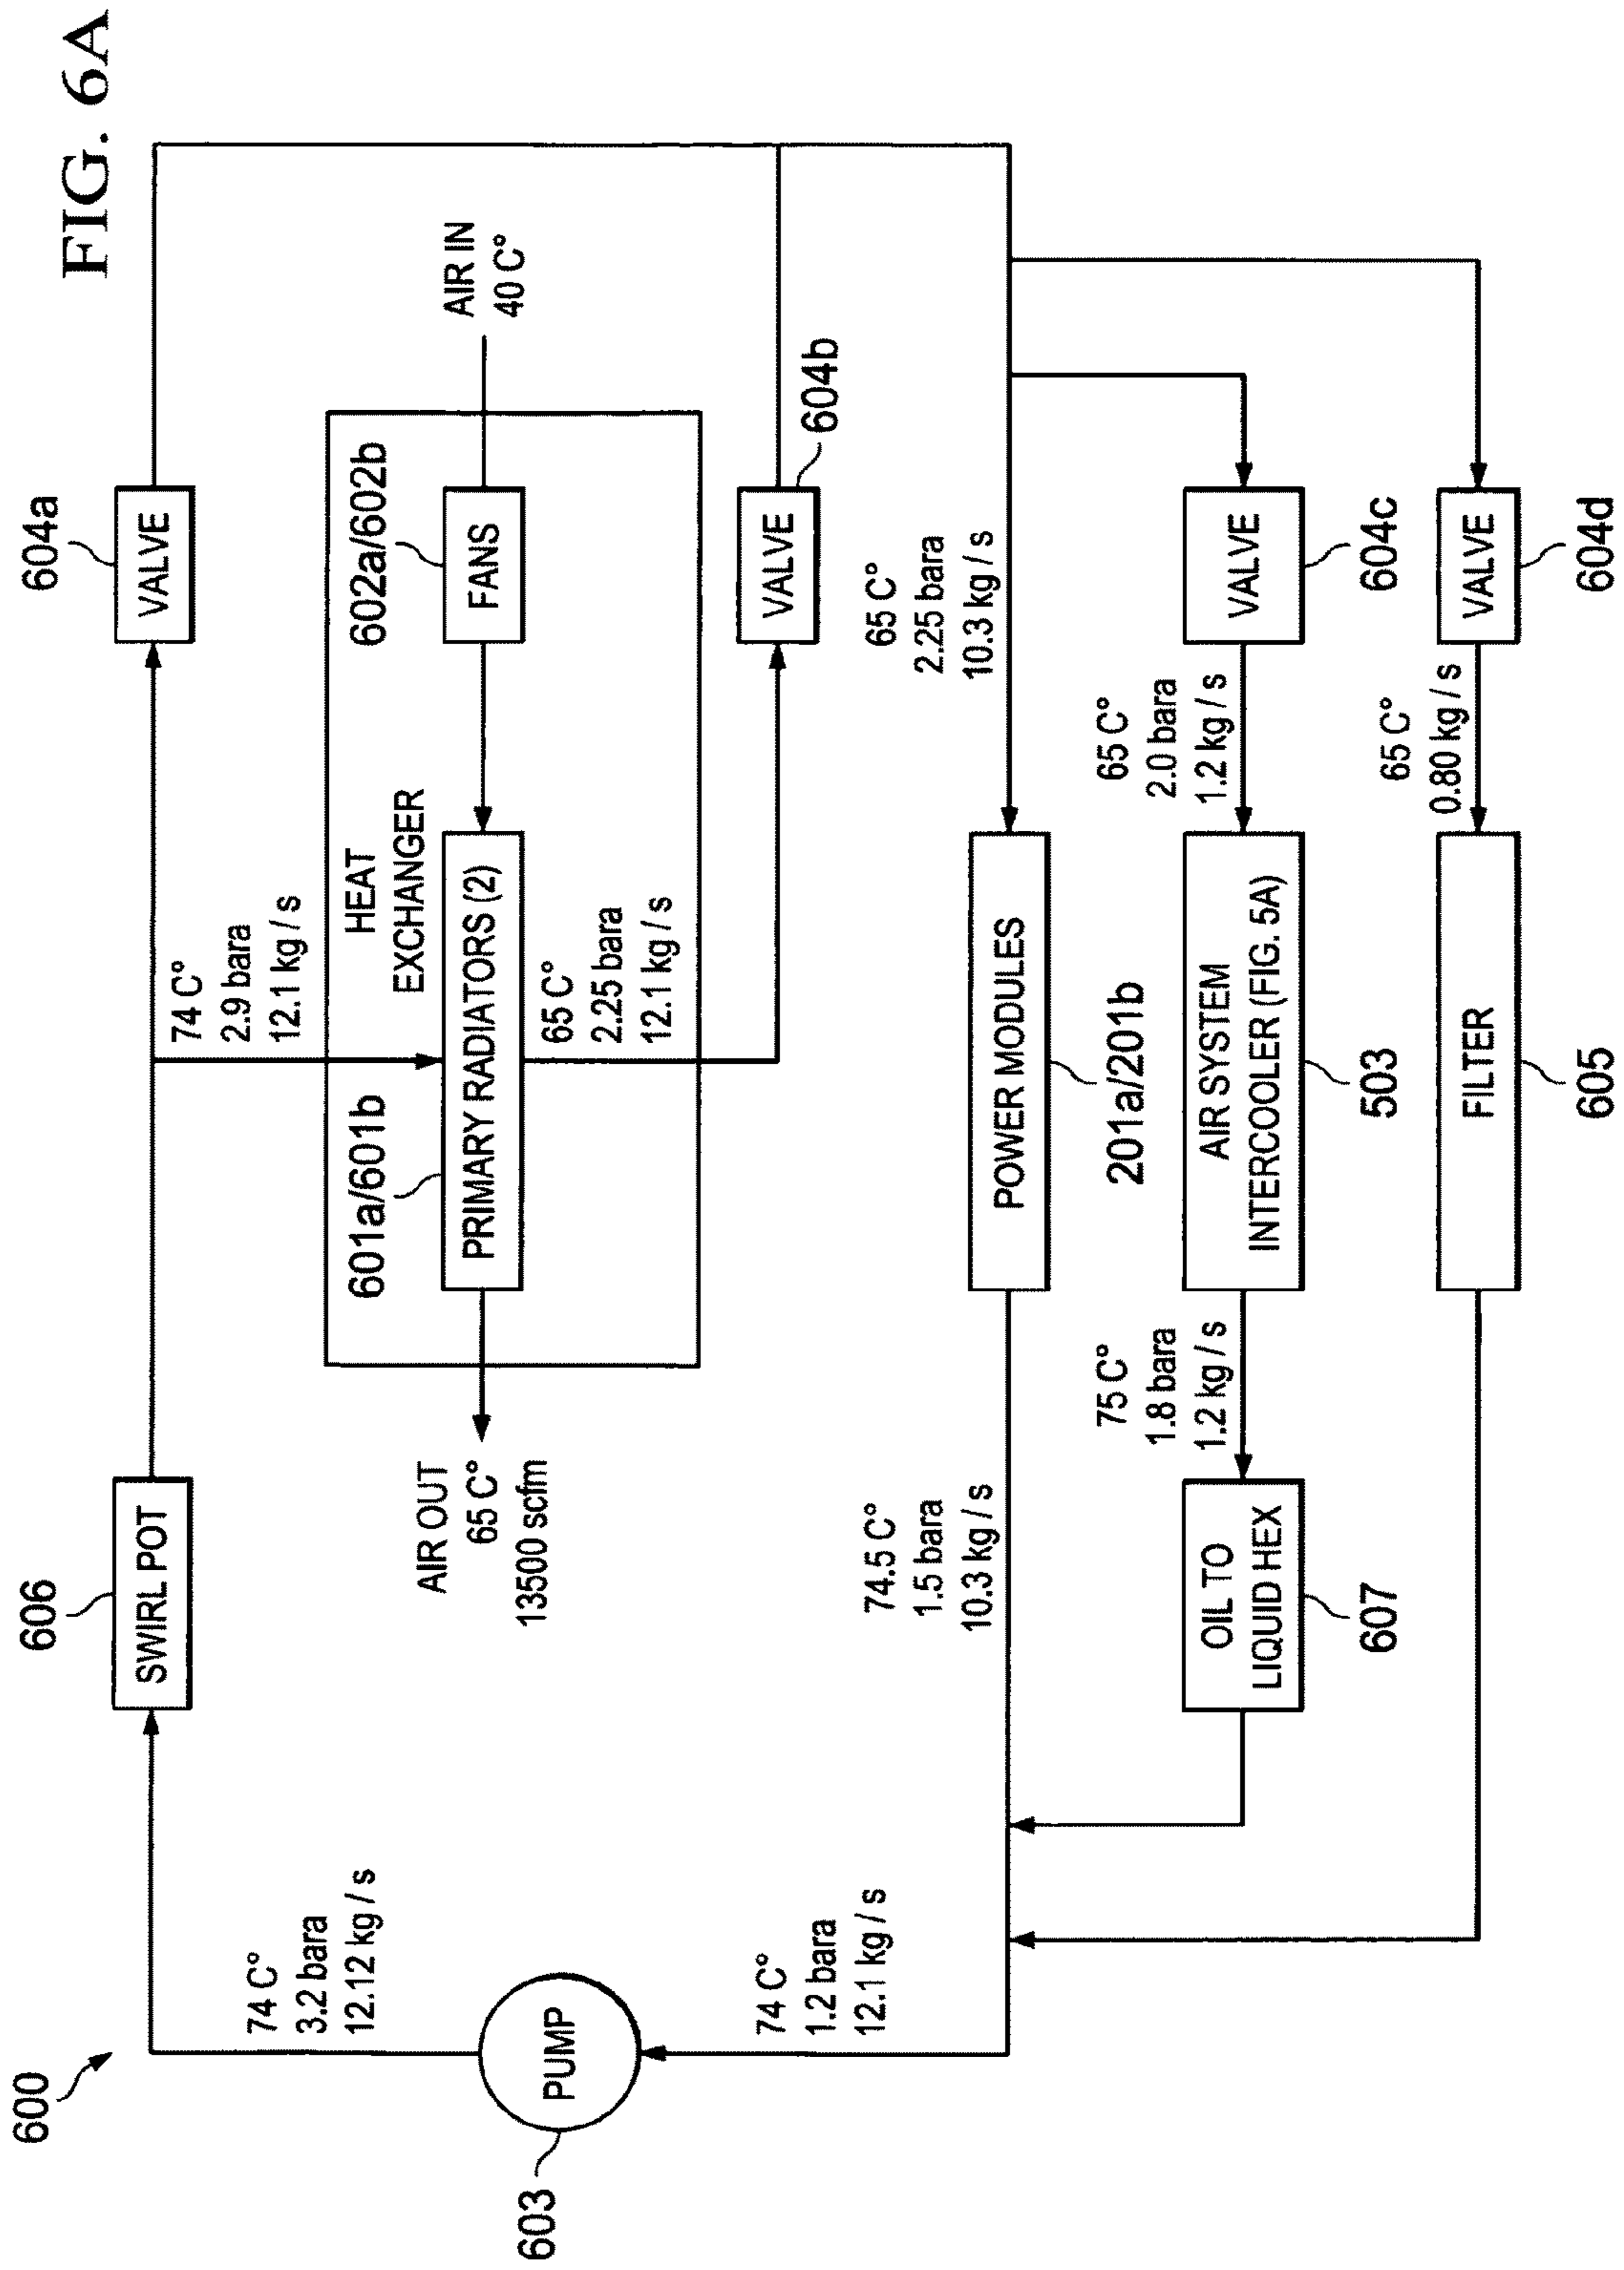 FIG. 6A
600
603
PUMP
74 C°
3.2 bara
12.12 kg / s
74 C°
1.2 bara
12.1 kg / s
606
SWIRL POT
604a
VALVE
74 C°
2.9 bara
12.1 kg / s
HEAT
EXCHANGER
601a/601b
PRIMARY RADIATORS (2)
602a/602b
FANS
AIR IN
40 C°
AIR OUT
65 C°
13500 scfm
65 C°
2.25 bara
12.1 kg / s
VALVE
604b
65 C°
2.25 bara
10.3 kg / s
POWER MODULES
201a/201b
74.5 C°
1.5 bara
10.3 kg / s
VALVE
604c
65 C°
2.0 bara
1.2 kg / s
AIR SYSTEM
INTERCOOLER (FIG. 5A)
503
75 C°
1.8 bara
1.2 kg / s
OIL TO
LIQUID HEX
607
VALVE
604d
65 C°
0.80 kg / s
FILTER
605